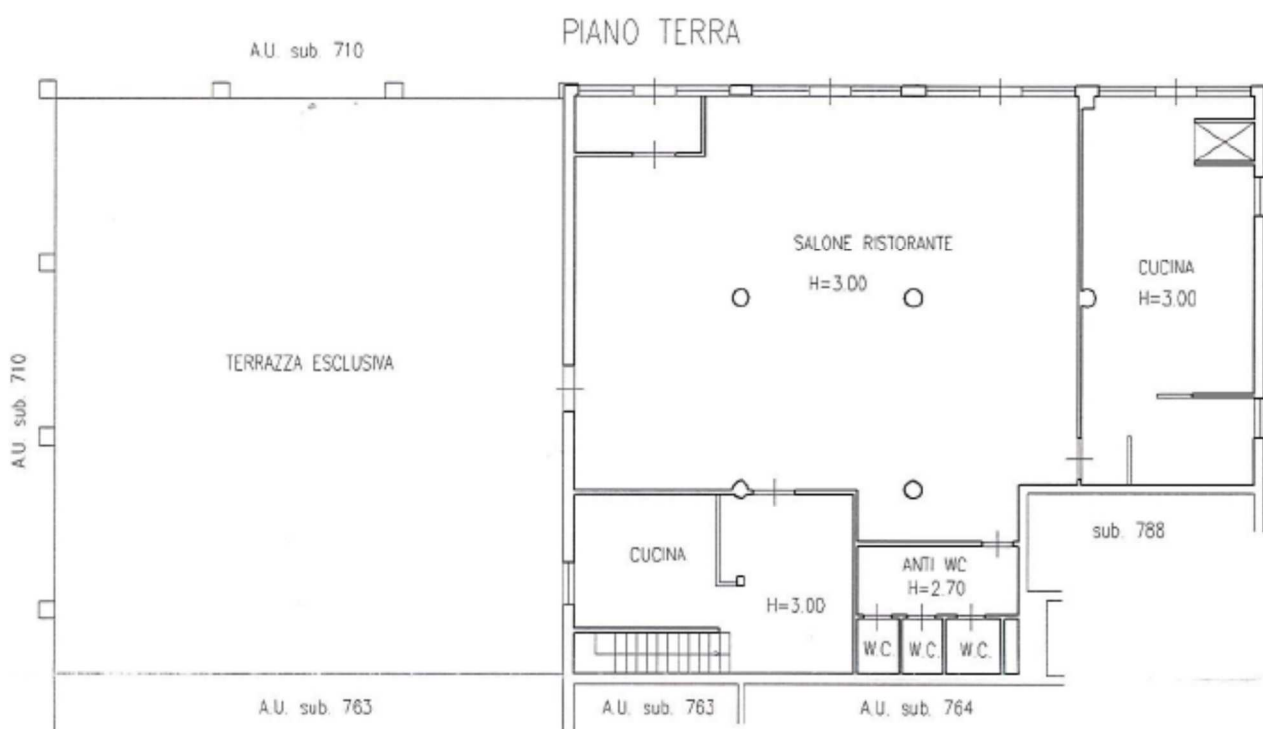 PIANO TERRA
A.U. sub. 710
SALONE RISTORANTE
H=3.00
CUCINA
H=3.00
TERRAZZA ESCLUSIVA
A.U. sub. 710
CUCINA
H=3.00
ANTI WC
H=2.70
sub. 788
W.C.
W.C.
W.C.
A.U. sub. 763
A.U. sub. 763
A.U. sub. 764